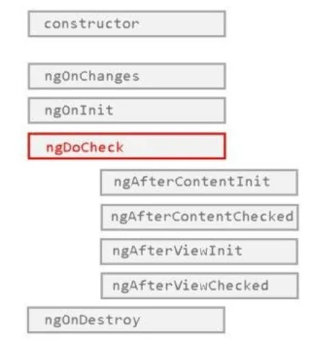 constructor
ngOnChanges
ngOnInit
ngDoCheck
ngAfterContentInit
ngAfterContentChecked
ngAfterViewInit
ngAfterViewChecked
ngOnDestroy